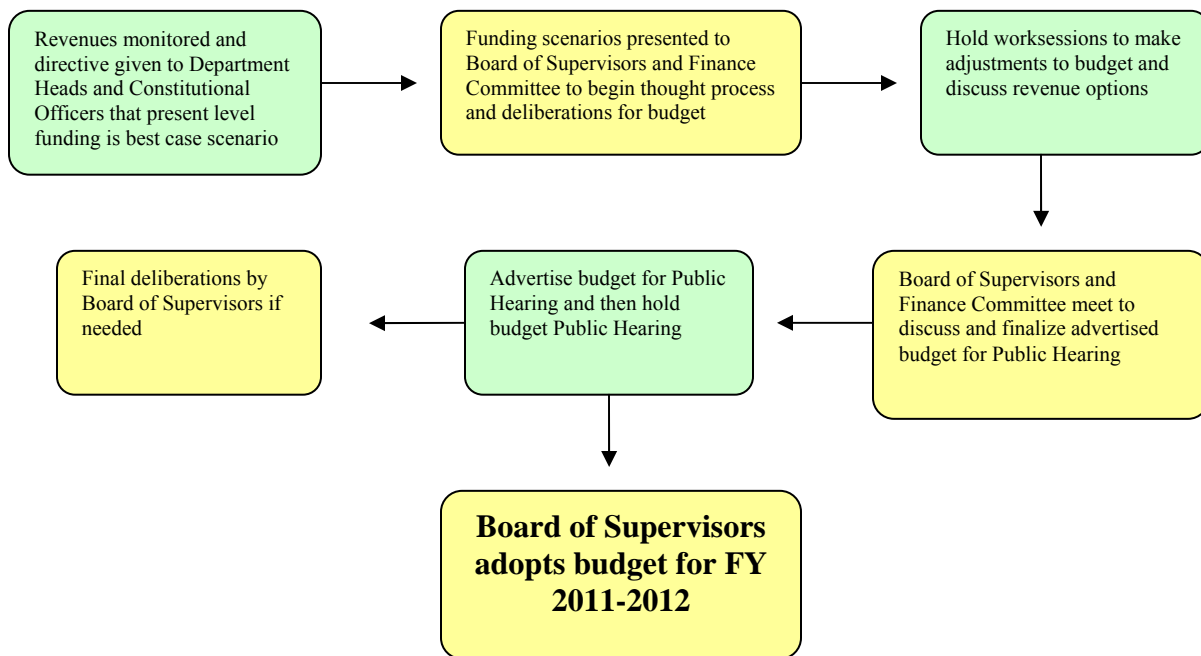 Revenues monitored and
directive given to Department
Heads and Constitutional
Officers that present level
funding is best case scenario
Funding scenarios presented to
Board of Supervisors and Finance
Committee to begin thought process
and deliberations for budget
Hold worksessions to make
adjustments to budget and
discuss revenue options
Board of Supervisors and
Finance Committee meet to
discuss and finalize advertised
budget for Public Hearing
Advertise budget for Public
Hearing and then hold
budget Public Hearing
Final deliberations by
Board of Supervisors if
needed
Board of Supervisors
adopts budget for FY
2011-2012